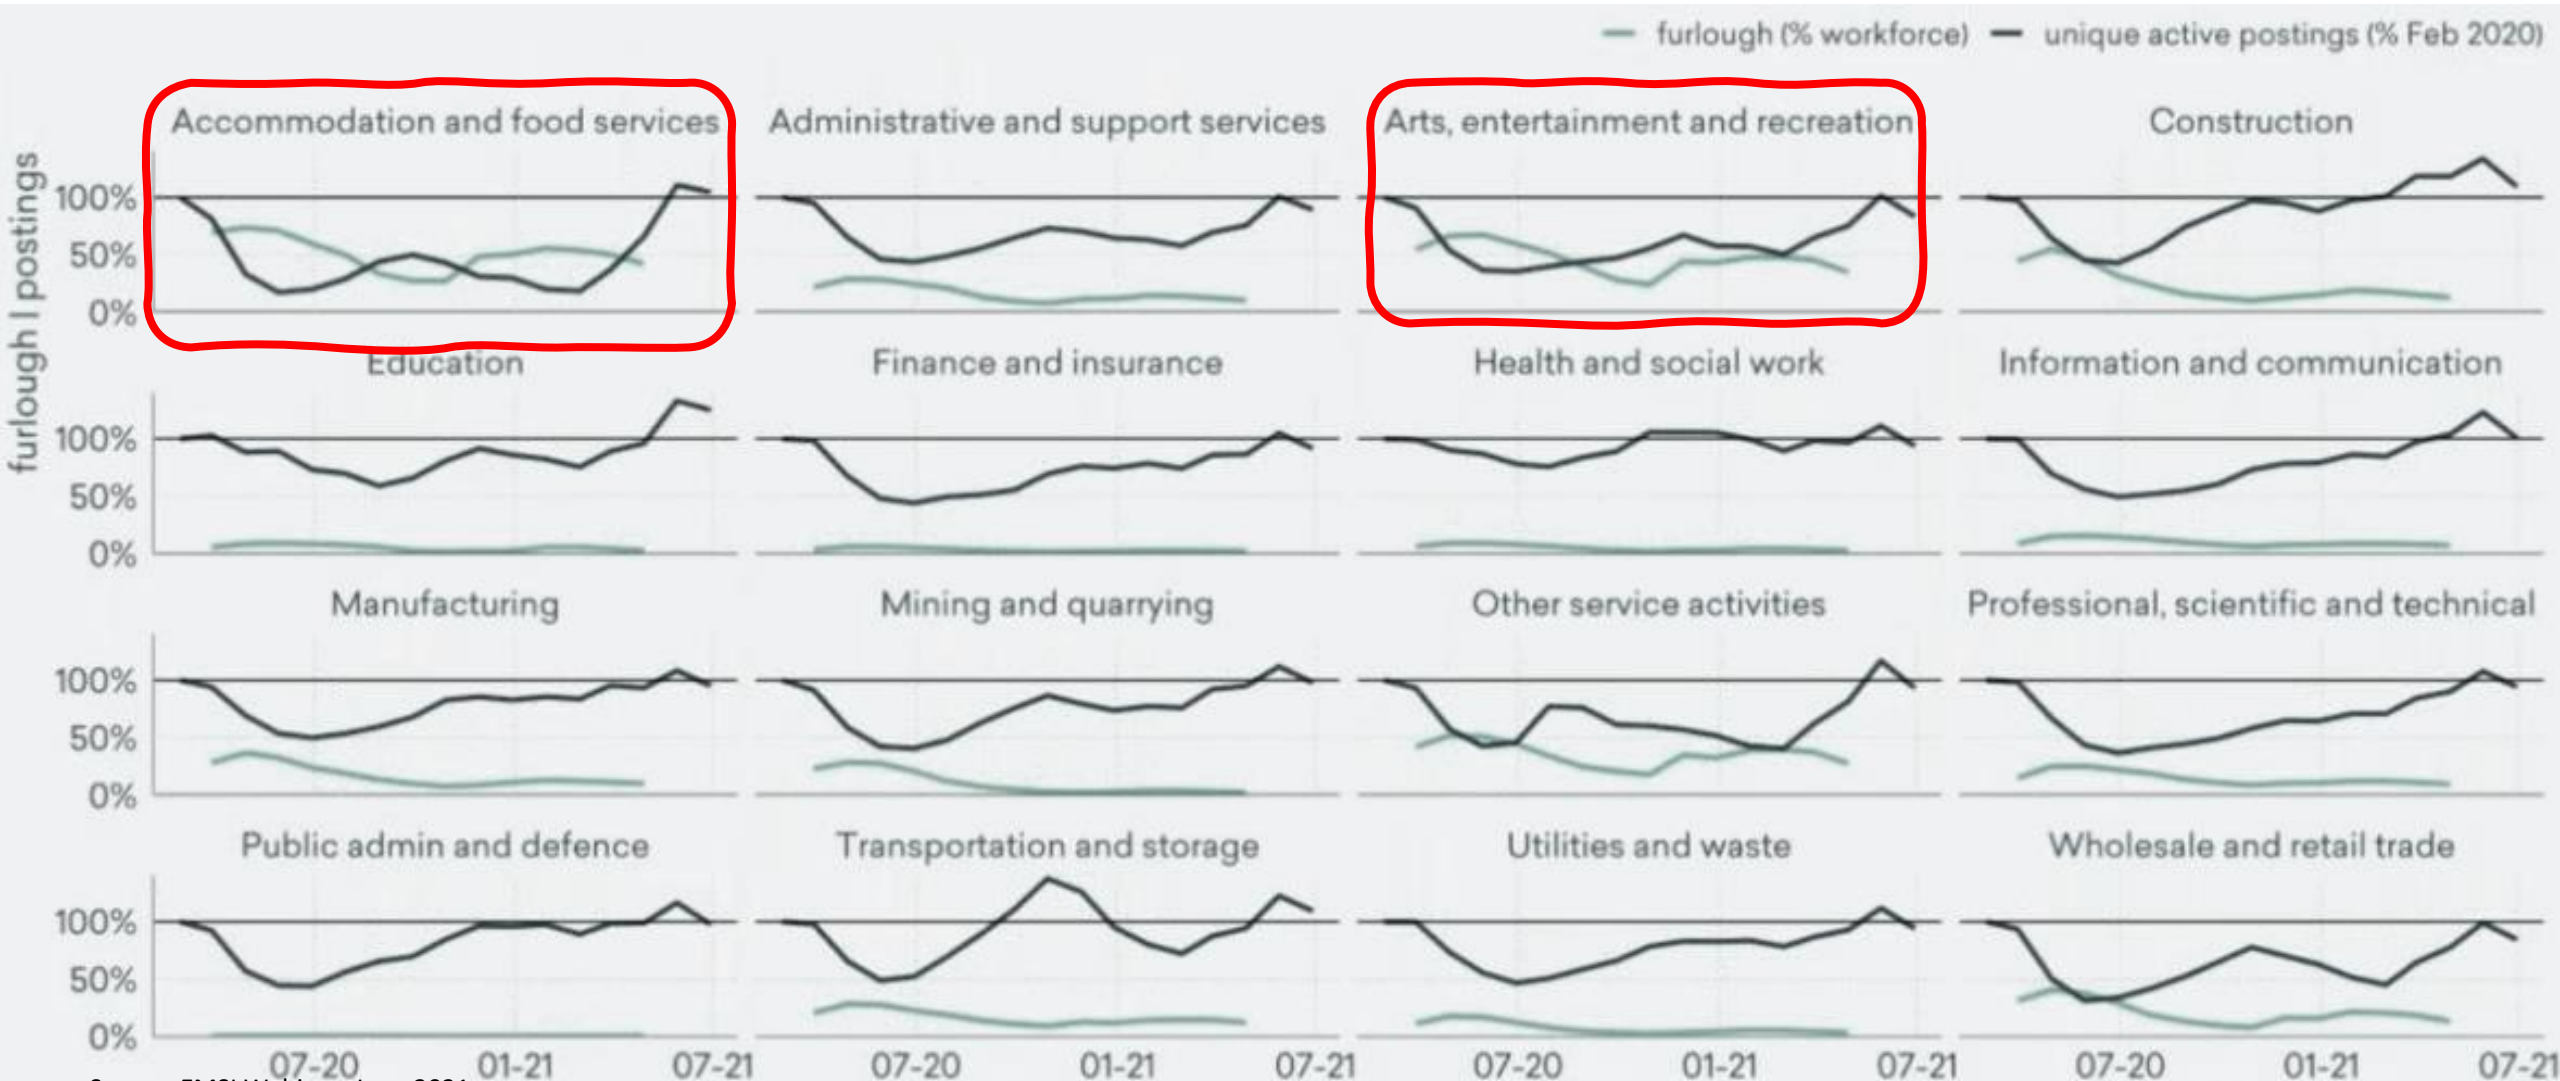 furlough (% workforce) unique active postings (% Feb 2020)
furlough | postings
Accommodation and food services Administrative and support services Arts, entertainment and recreation Construction
100%
50%
0%
Education Finance and insurance Health and social work Information and communication
100%
50%
0%
Manufacturing Mining and quarrying Other service activities Professional, scientific and technical
100%
50%
0%
Public admin and defence Transportation and storage Utilities and waste Wholesale and retail trade
100%
50%
0%
07-20 01-21 07-21 07-20 01-21 07-21 07-20 01-21 07-21 07-20 01-21 07-21